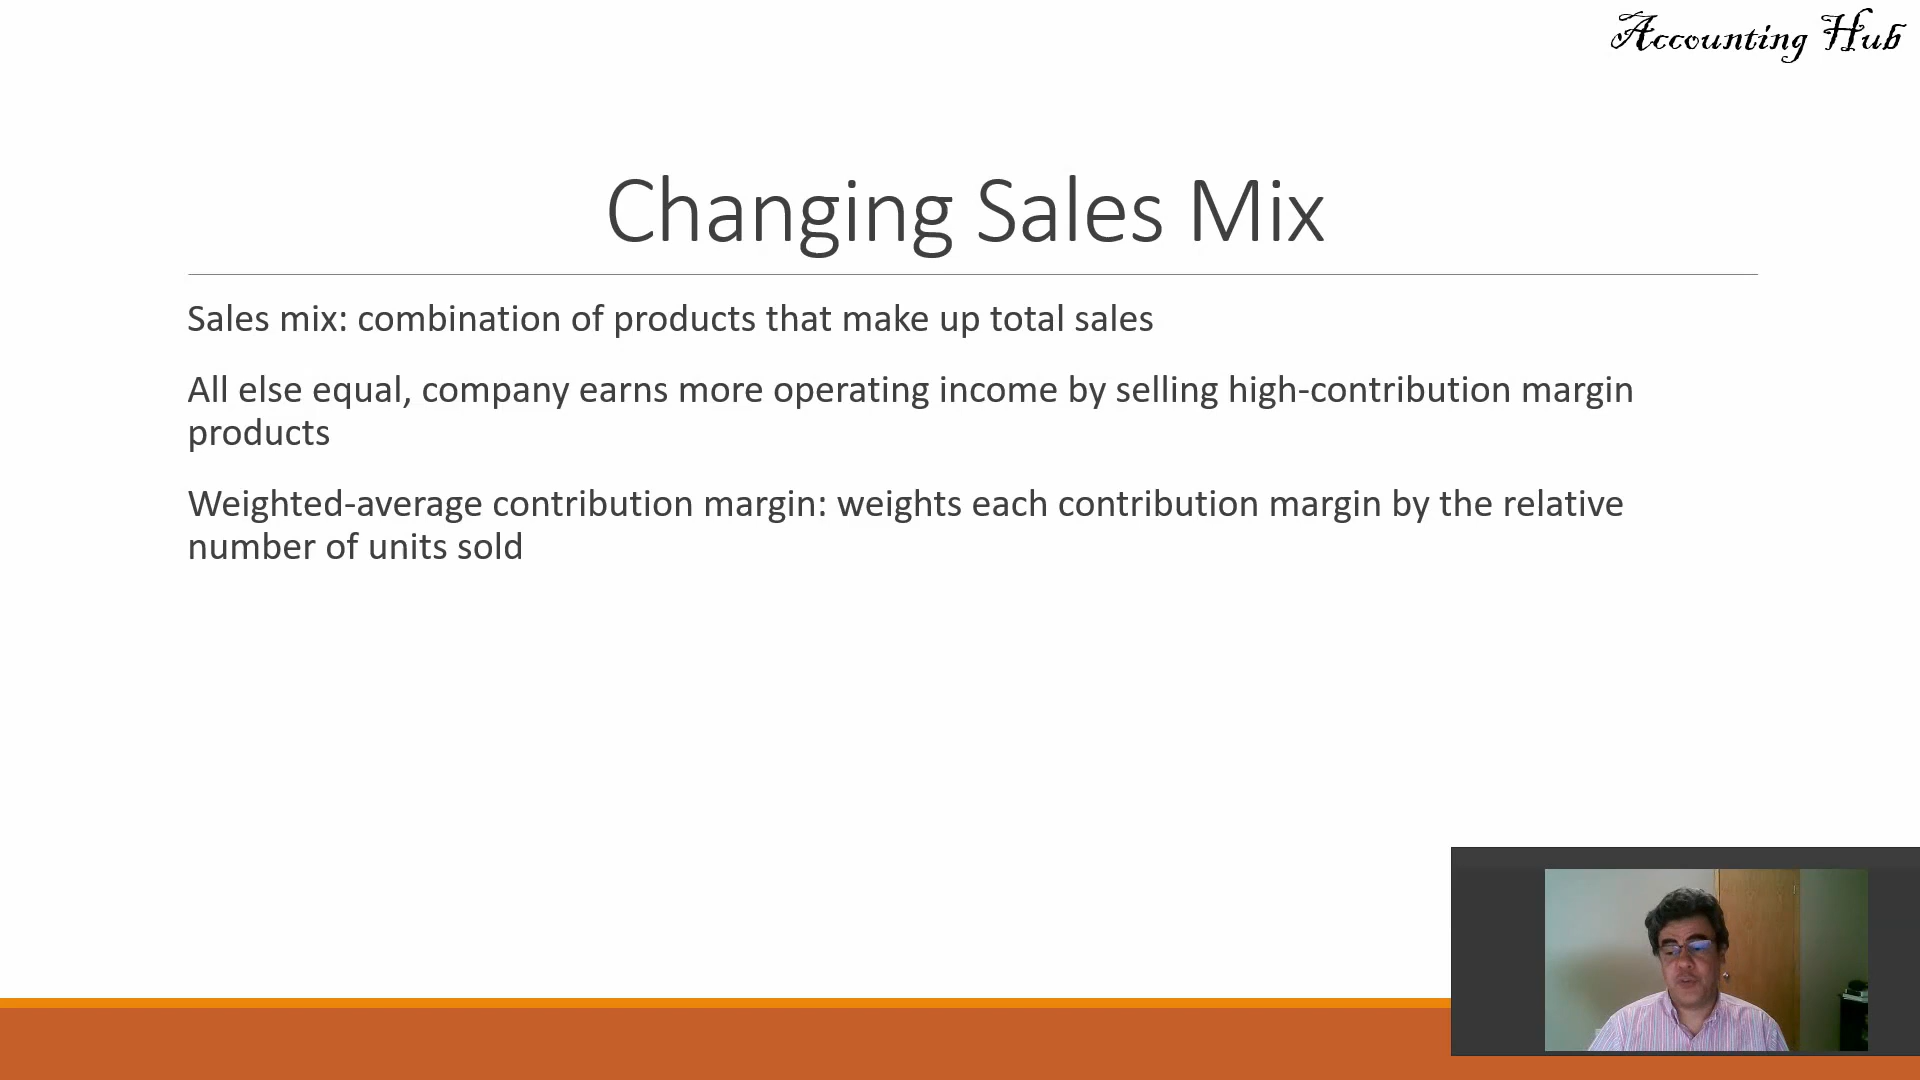 Accounting Hub
Changing Sales Mix
Sales mix: combination of products that make up total sales
All else equal, company earns more operating income by selling high-contribution margin
products
Weighted-average contribution margin: weights each contribution margin by the relative
number of units sold